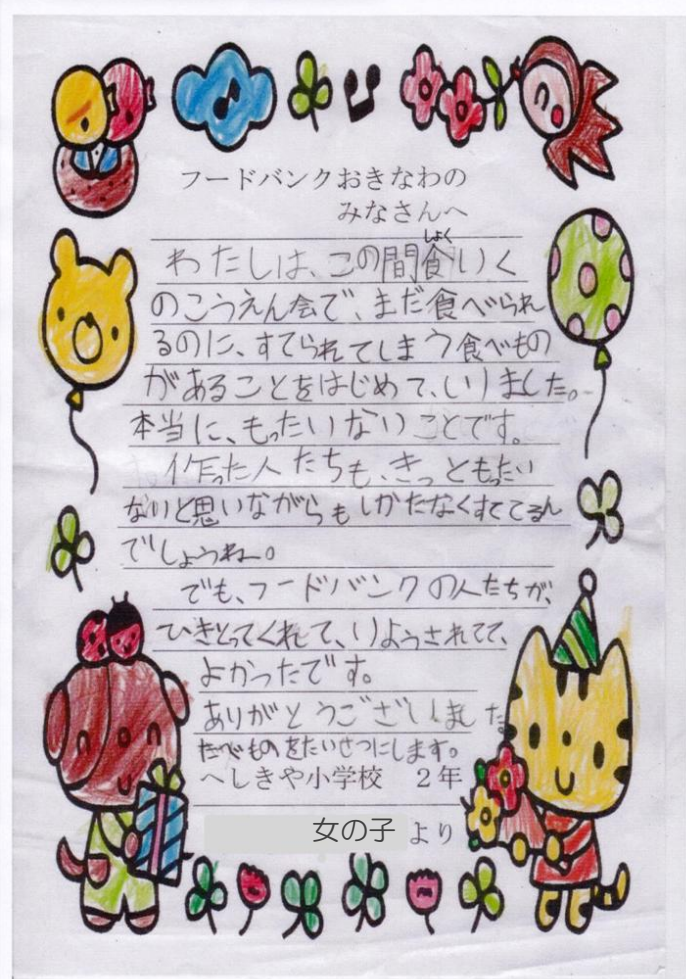 フードバンクおきなわの
みなさんへ
しょく
わたしは、この間食いく
のこうえん会で、まだ食べられ
るのに、すてられてしまう食べもの
があることをはじめて、しりました。
本当に、もったいないことです。
作った人たちも、きっともったい
ないと思いながらもしかたなくすててるん
でしょうね。
でも、フードバンクの人たちが、
ひきとってくれて、りようされてて、
よかったです。
ありがとうございました
たべものをたいせつにします。
へしきや小学校　2年
女の子 より